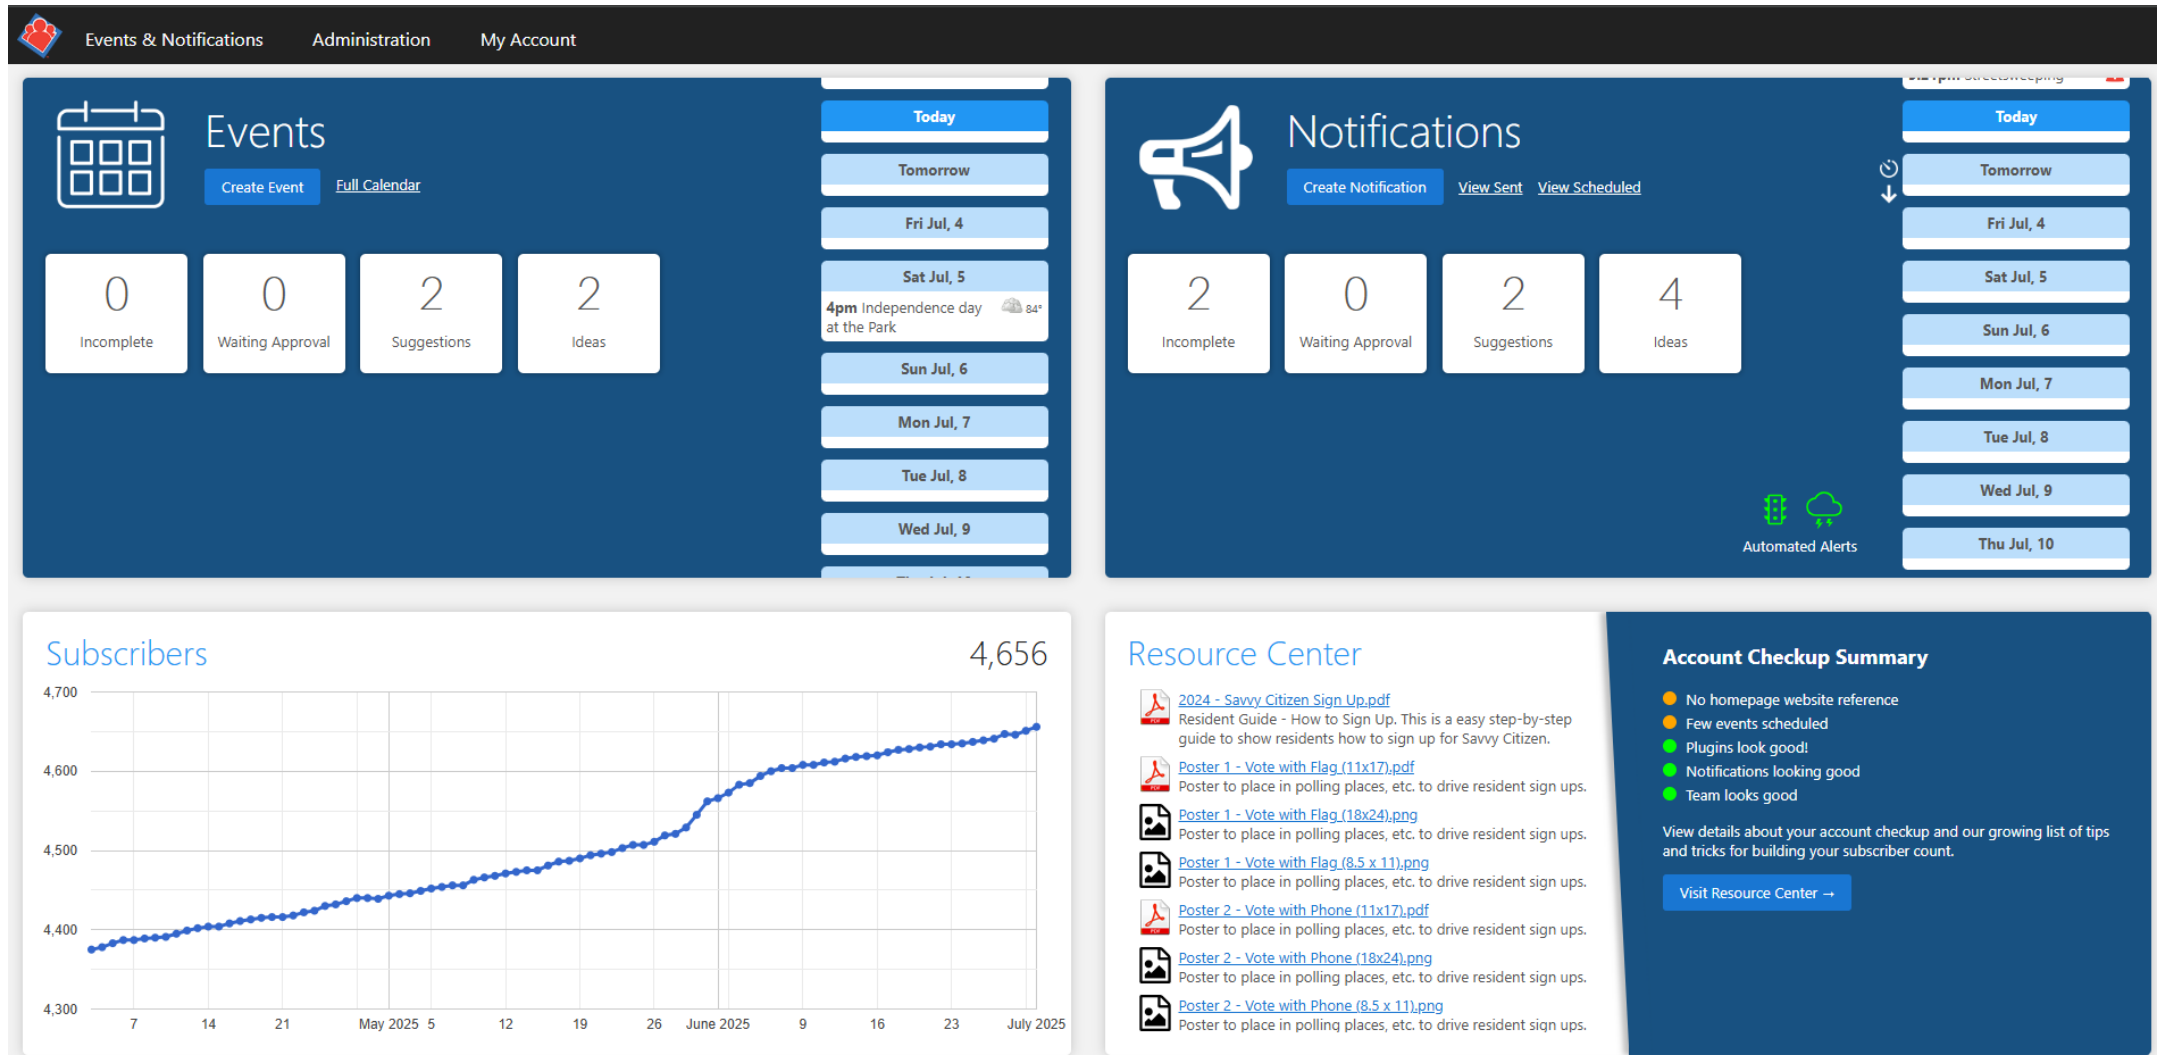 Events & Notifications Administration My Account
Events
Create Event Full Calendar
0 Incomplete
0 Waiting Approval
2 Suggestions
2 Ideas
Today
Tomorrow
Fri Jul, 4
Sat Jul, 5
4pm Independence day 84°
at the Park
Sun Jul, 6
Mon Jul, 7
Tue Jul, 8
Wed Jul, 9
Notifications
Create Notification View Sent View Scheduled
2 Incomplete
0 Waiting Approval
2 Suggestions
4 Ideas
Automated Alerts
Streetsweeping
Today
Tomorrow
Fri Jul, 4
Sat Jul, 5
Sun Jul, 6
Mon Jul, 7
Tue Jul, 8
Wed Jul, 9
Thu Jul, 10
Subscribers 4,656
4,700
4,600
4,500
4,400
4,300
7 14 21 May 2025 5 12 19 26 June 2025 9 16 23 July 2025
Resource Center
2024 - Savvy Citizen Sign Up.pdf
Resident Guide - How to Sign Up. This is a easy step-by-step
guide to show residents how to sign up for Savvy Citizen.
Poster 1 - Vote with Flag (11x17).pdf
Poster to place in polling places, etc. to drive resident sign ups.
Poster 1 - Vote with Flag (18x24).png
Poster to place in polling places, etc. to drive resident sign ups.
Poster 1 - Vote with Flag (8.5 x 11).png
Poster to place in polling places, etc. to drive resident sign ups.
Poster 2 - Vote with Phone (11x17).pdf
Poster to place in polling places, etc. to drive resident sign ups.
Poster 2 - Vote with Phone (18x24).png
Poster to place in polling places, etc. to drive resident sign ups.
Poster 2 - Vote with Phone (8.5 x 11).png
Poster to place in polling places, etc. to drive resident sign ups.
Account Checkup Summary
No homepage website reference
Few events scheduled
Plugins look good!
Notifications looking good
Team looks good
View details about your account checkup and our growing list of tips
and tricks for building your subscriber count.
Visit Resource Center →